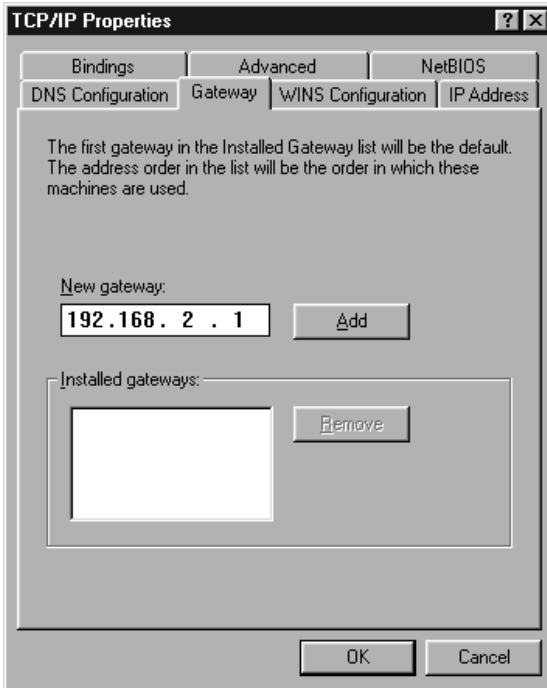 TCP/IP Properties
? ×
Bindings Advanced NetBIOS
DNS Configuration Gateway WINS Configuration IP Address
The first gateway in the Installed Gateway list will be the default.
The address order in the list will be the order in which these
machines are used.
New gateway:
192.168. 2 . 1 Add
Installed gateways:
Remove
OK Cancel